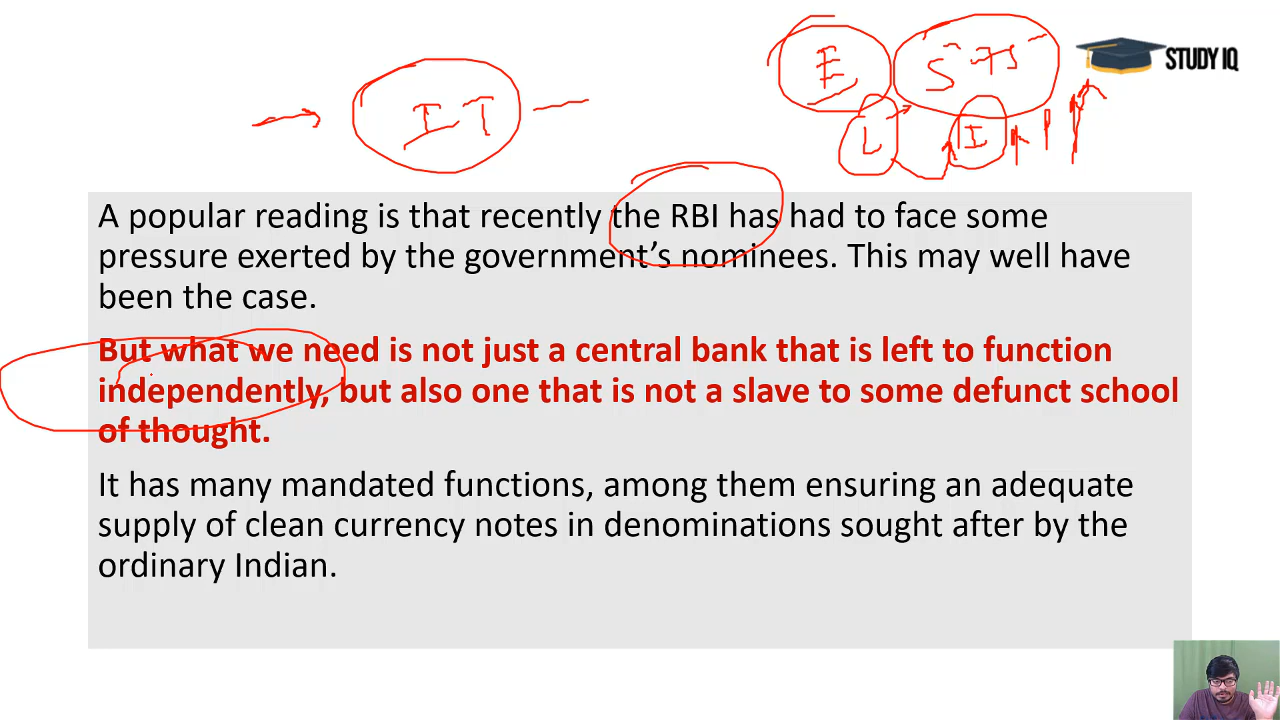 E
S
STUDY IQ
I T
L
I
A popular reading is that recently the RBI has had to face some
pressure exerted by the government's nominees. This may well have
been the case.
But what we need is not just a central bank that is left to function
independently, but also one that is not a slave to some defunct school
of thought.
It has many mandated functions, among them ensuring an adequate
supply of clean currency notes in denominations sought after by the
ordinary Indian.